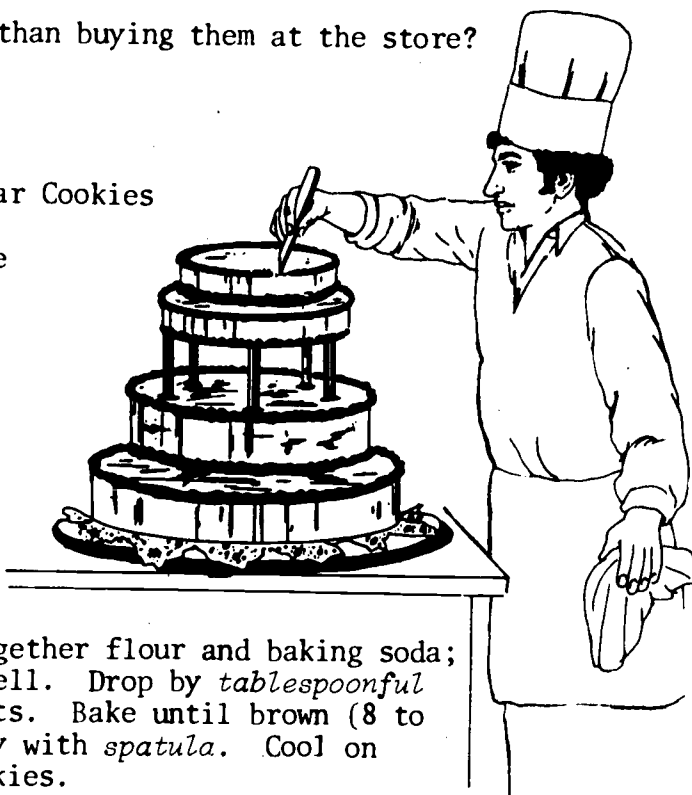 than buying them at the store?
ar Cookies
e
gether flour and baking soda;
ell. Drop by tablespoonful
ts. Bake until brown (8 to
y with spatula. Cool on
kies.